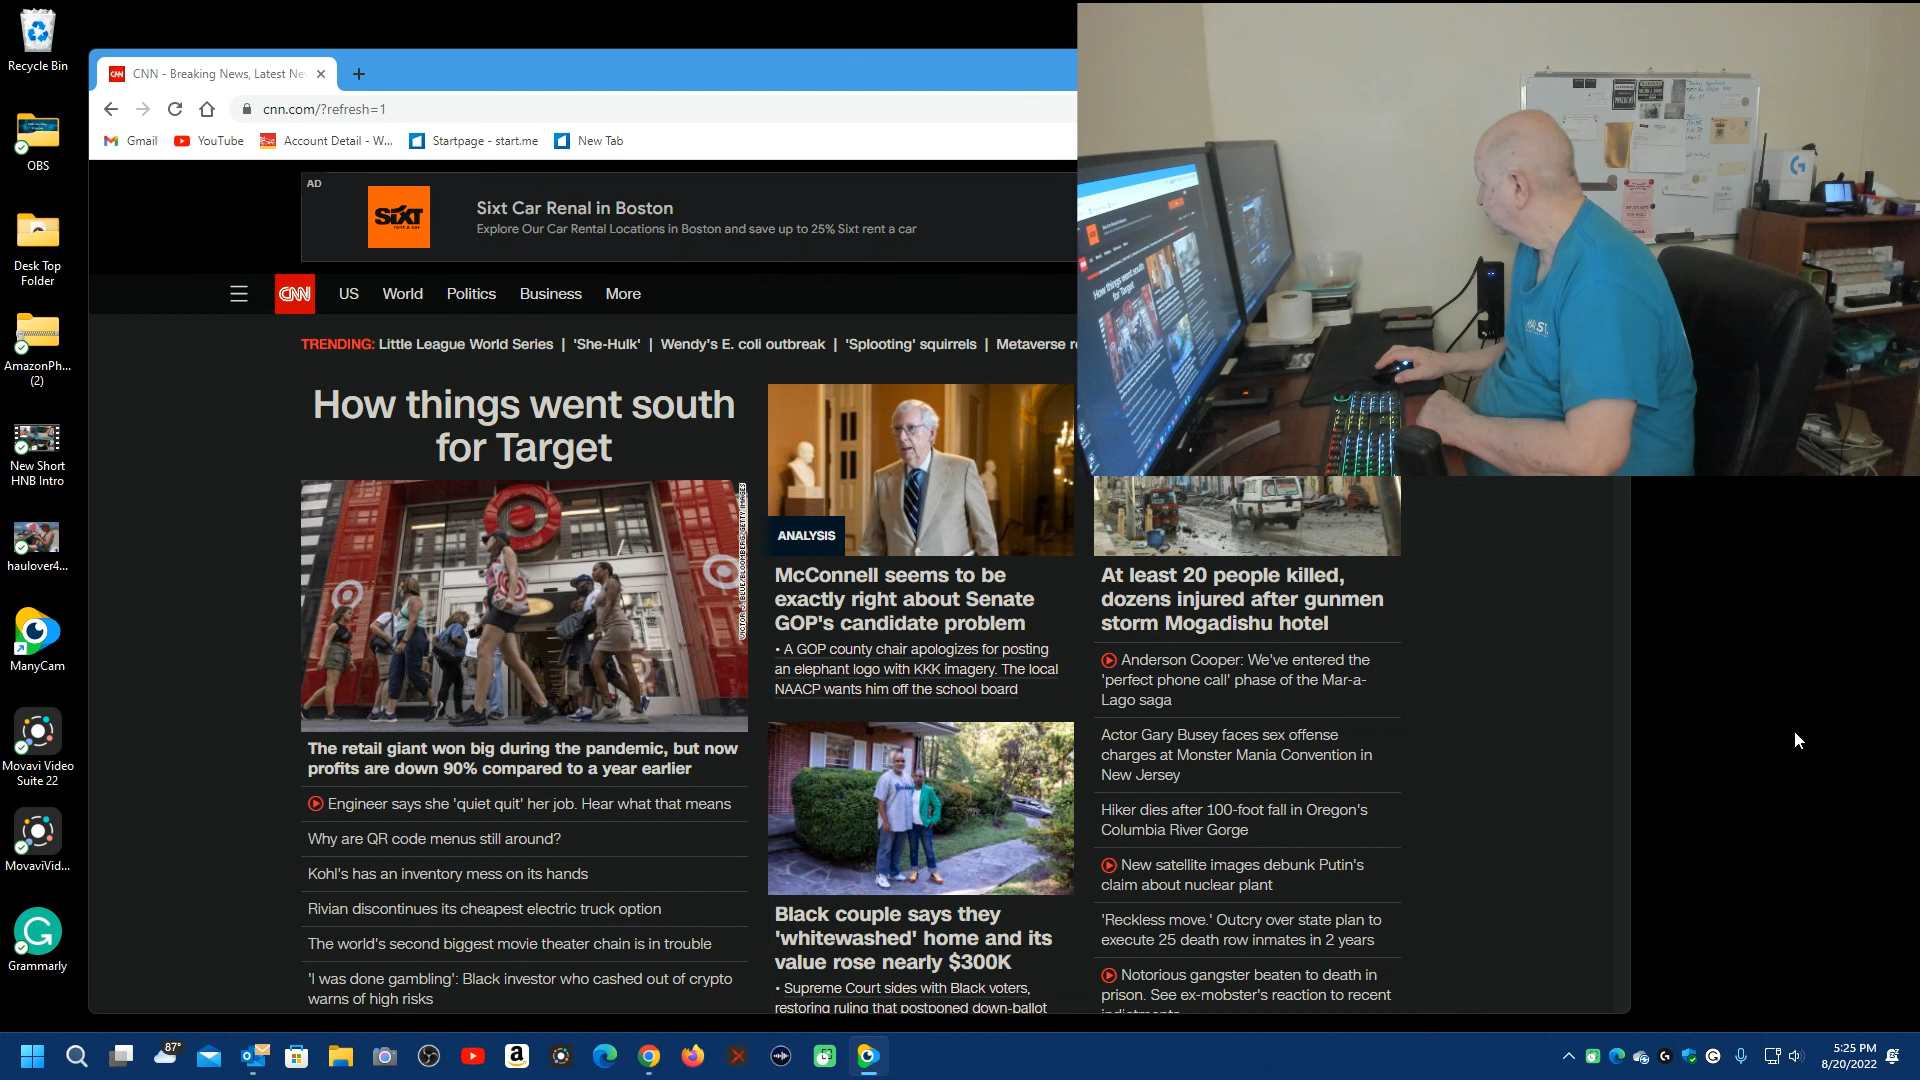 Recycle Bin
OBS
Desk Top
Folder
AmazonPh...
(2)
New Short
HNB Intro
haulover4...
ManyCam
Movavi Video
Suite 22
MovaviVid...
Grammarly
CNN - Breaking News, Latest Ne
cnn.com/?refresh=1
Gmail
YouTube
Account Detail - W...
Startpage - start.me
New Tab
AD
SIXT
rent a car
Sixt Car Renal in Boston
Explore Our Car Rental Locations in Boston and save up to 25% Sixt rent a car
CNN
US
World
Politics
Business
More
TRENDING: Little League World Series | 'She-Hulk' | Wendy's E. coli outbreak | 'Splooting' squirrels | Metaverse
How things went south
for Target
VICTOR J. BLUE/BLOOMBERG/GETTY IMAGES
The retail giant won big during the pandemic, but now
profits are down 90% compared to a year earlier
Engineer says she 'quiet quit' her job. Hear what that means
Why are QR code menus still around?
Kohl's has an inventory mess on its hands
Rivian discontinues its cheapest electric truck option
The world's second biggest movie theater chain is in trouble
'I was done gambling': Black investor who cashed out of crypto
warns of high risks
ANALYSIS
McConnell seems to be
exactly right about Senate
GOP's candidate problem
• A GOP county chair apologizes for posting
an elephant logo with KKK imagery. The local
NAACP wants him off the school board
Black couple says they
'whitewashed' home and its
value rose nearly $300K
• Supreme Court sides with Black voters,
restoring ruling that postponed down-ballot
At least 20 people killed,
dozens injured after gunmen
storm Mogadishu hotel
Anderson Cooper: We've entered the
'perfect phone call' phase of the Mar-a-
Lago saga
Actor Gary Busey faces sex offense
charges at Monster Mania Convention in
New Jersey
Hiker dies after 100-foot fall in Oregon's
Columbia River Gorge
New satellite images debunk Putin's
claim about nuclear plant
'Reckless move.' Outcry over state plan to
execute 25 death row inmates in 2 years
Notorious gangster beaten to death in
prison. See ex-mobster's reaction to recent
indictments
How things went south
for Target
87°
5:25 PM
8/20/2022